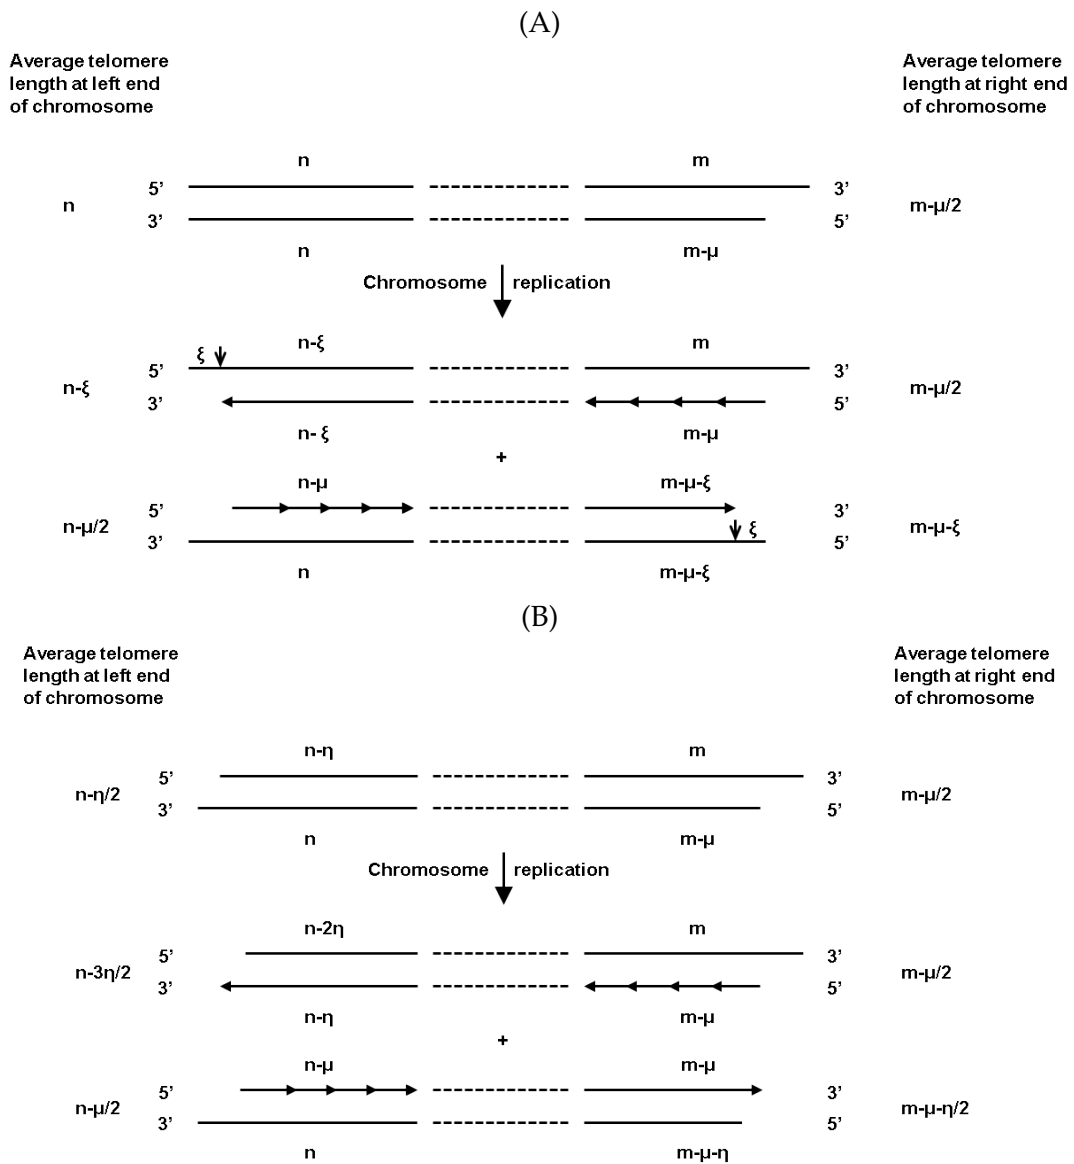 (A)
Average telomere
length at left end
of chromosome
Average telomere
length at right end
of chromosome
n m
5’ 3’
n m-μ/2
3’ 5’
n m-μ
Chromosome replication
n-ξ m
ξ
5’ 3’
n-ξ m-μ/2
3’ 5’
n- ξ m-μ
+
n-μ m-μ-ξ
5’ 3’
n-μ/2 ξ m-μ-ξ
3’ 5’
n m-μ-ξ
(B)
Average telomere
length at left end
of chromosome
Average telomere
length at right end
of chromosome
n-η m
5’ 3’
n-η/2 m-μ/2
3’ 5’
n m-μ
Chromosome replication
n-2η m
5’ 3’
n-3η/2 m-μ/2
3’ 5’
n-η m-μ
+
n-μ m-μ
5’ 3’
n-μ/2 m-μ-η/2
3’ 5’
n m-μ-η